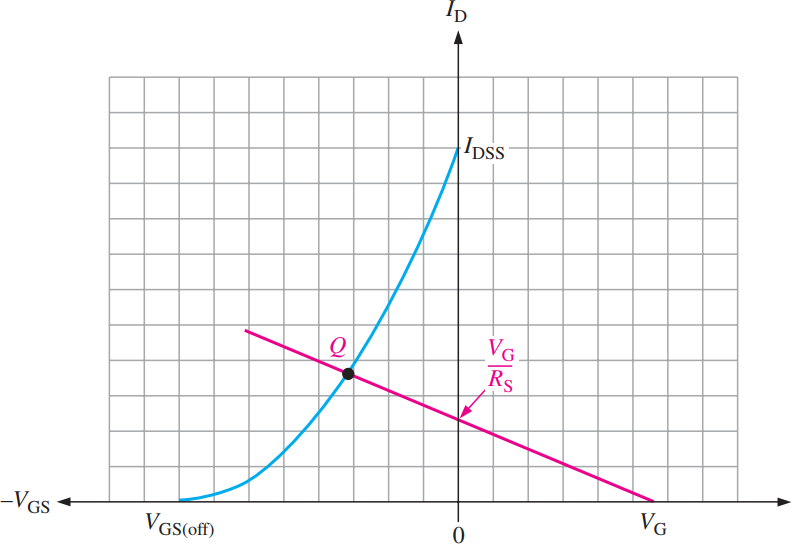 I_D
I_DSS
Q
V_G
R_S
−V_GS
V_GS(off)
0
V_G